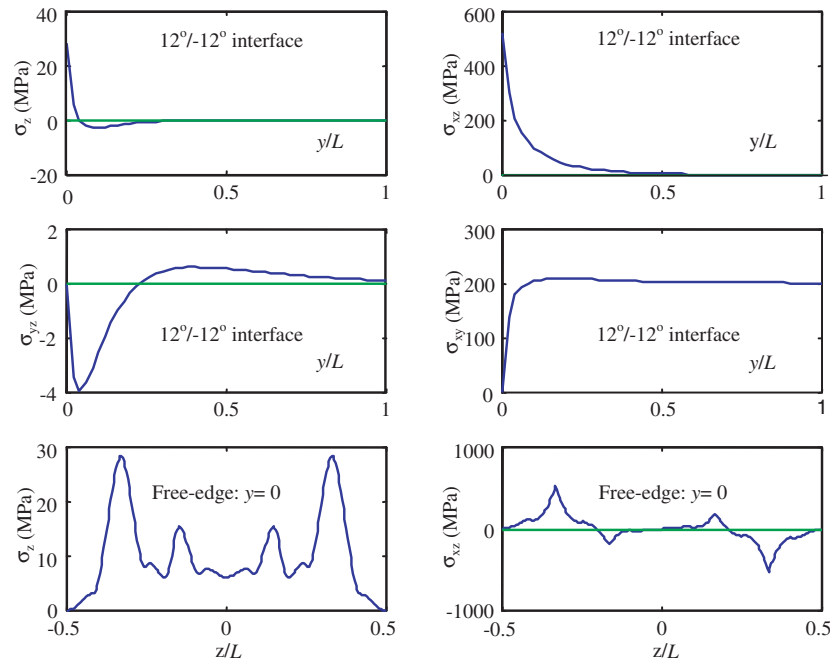 40
20
0
-20
σz (MPa)
12°/-12° interface
y/L
0
0.5
1
600
400
200
0
σxz (MPa)
12°/-12° interface
y/L
0
0.5
1
2
0
-2
-4
σyz (MPa)
12°/-12° interface
y/L
0
0.5
1
300
200
100
0
σxy (MPa)
12°/-12° interface
y/L
0
0.5
1
30
20
10
0
σz (MPa)
Free-edge: y= 0
-0.5
0
0.5
z/L
1000
0
-1000
σxz (MPa)
Free-edge: y= 0
-0.5
0
0.5
z/L